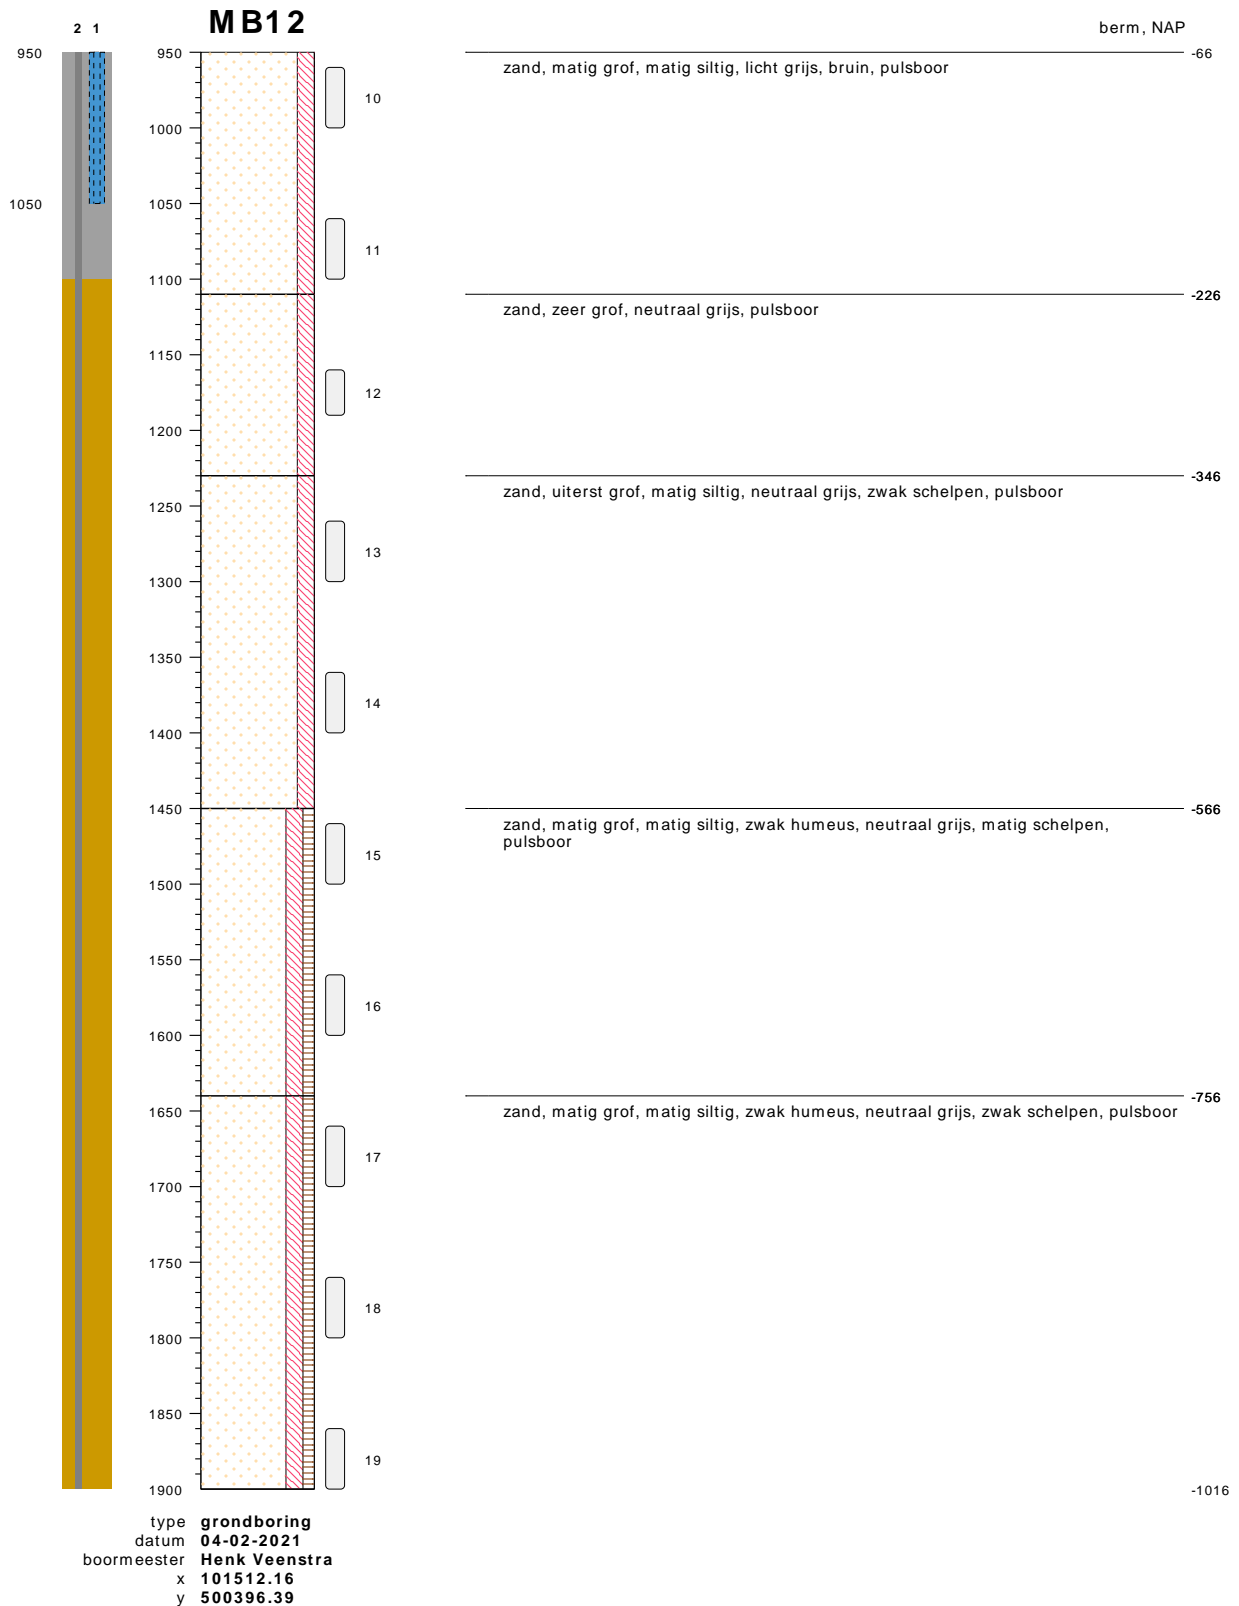 2 1 MB12 berm, NAP
950 950 -66
zand, matig grof, matig siltig, licht grijs, bruin, pulsboor
10
1000
1050 1050
11
1100
-226
zand, zeer grof, neutraal grijs, pulsboor
1150
12
1200
-346
zand, uiterst grof, matig siltig, neutraal grijs, zwak schelpen, pulsboor
1250
13
1300
1350
14
1400
1450 -566
zand, matig grof, matig siltig, zwak humeus, neutraal grijs, matig schelpen,
pulsboor
15
1500
1550
16
1600
-756
1650 zand, matig grof, matig siltig, zwak humeus, neutraal grijs, zwak schelpen, pulsboor
17
1700
1750
18
1800
1850
19
1900 -1016
type grondboring
datum 04-02-2021
boormeester Henk Veenstra
x 101512.16
y 500396.39